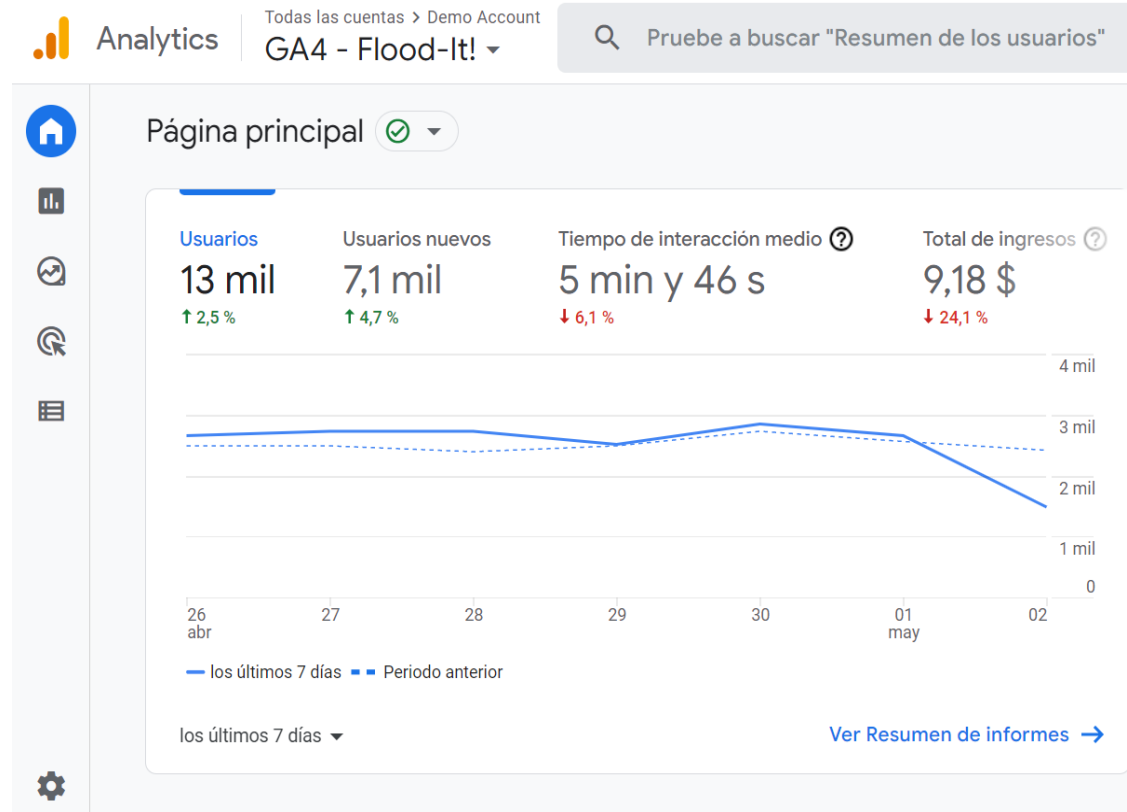 Analytics
Todas las cuentas > Demo Account
GA4 - Flood-It!
Pruebe a buscar "Resumen de los usuarios"
Página principal
Usuarios
13 mil
↑ 2,5 %
Usuarios nuevos
7,1 mil
↑ 4,7 %
Tiempo de interacción medio ?
5 min y 46 s
↓ 6,1 %
Total de ingresos ?
9,18 $
↓ 24,1 %
4 mil
3 mil
2 mil
1 mil
0
26
abr
27
28
29
30
01
may
02
los últimos 7 días
Periodo anterior
los últimos 7 días
Ver Resumen de informes →